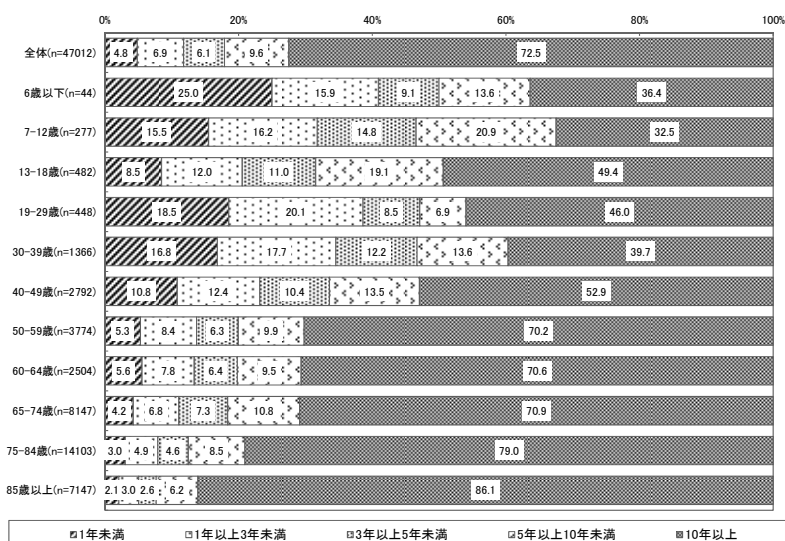 0% 20% 40% 60% 80% 100%
全体(n=47012) 4.8 6.9 6.1 9.6 72.5
6歳以下(n=44) 25.0 15.9 9.1 13.6 36.4
7-12歳(n=277) 15.5 16.2 14.8 20.9 32.5
13-18歳(n=482) 8.5 12.0 11.0 19.1 49.4
19-29歳(n=448) 18.5 20.1 8.5 6.9 46.0
30-39歳(n=1366) 16.8 17.7 12.2 13.6 39.7
40-49歳(n=2792) 10.8 12.4 10.4 13.5 52.9
50-59歳(n=3774) 5.3 8.4 6.3 9.9 70.2
60-64歳(n=2504) 5.6 7.8 6.4 9.5 70.6
65-74歳(n=8147) 4.2 6.8 7.3 10.8 70.9
75-84歳(n=14103) 3.0 4.9 4.6 8.5 79.0
85歳以上(n=7147) 2.1 3.0 2.6 6.2 86.1
1年未満 1年以上3年未満 3年以上5年未満 5年以上10年未満 10年以上